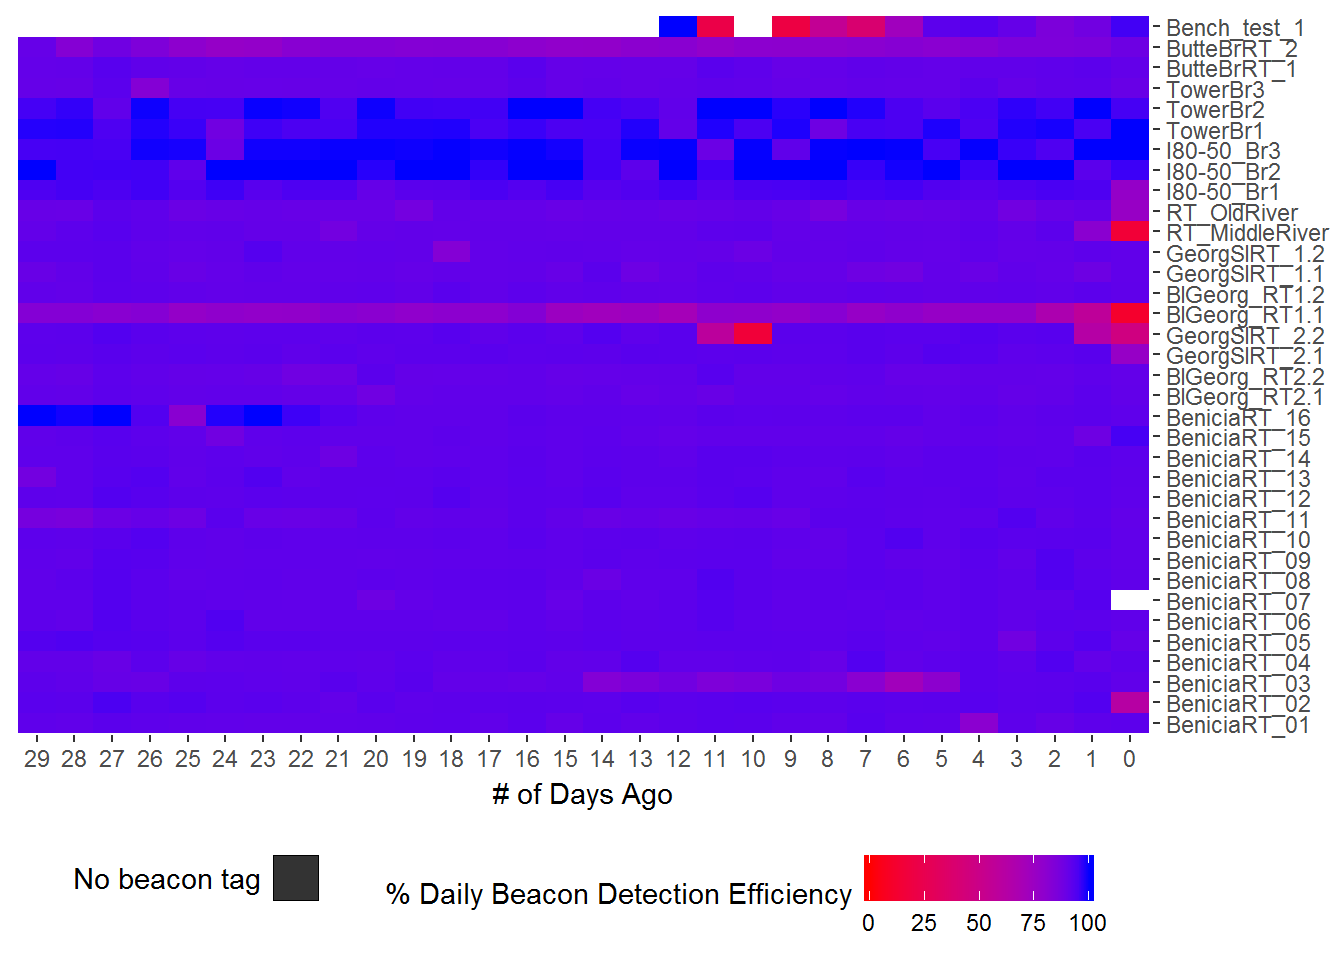 Bench_test_1
ButteBrRT_2
ButteBrRT_1
TowerBr3
TowerBr2
TowerBr1
I80-50_Br3
I80-50_Br2
I80-50_Br1
RT_OldRiver
RT_MiddleRiver
GeorgSlRT_1.2
GeorgSlRT_1.1
BlGeorg_RT1.2
BlGeorg_RT1.1
GeorgSlRT_2.2
GeorgSlRT_2.1
BlGeorg_RT2.2
BlGeorg_RT2.1
BeniciaRT_16
BeniciaRT_15
BeniciaRT_14
BeniciaRT_13
BeniciaRT_12
BeniciaRT_11
BeniciaRT_10
BeniciaRT_09
BeniciaRT_08
BeniciaRT_07
BeniciaRT_06
BeniciaRT_05
BeniciaRT_04
BeniciaRT_03
BeniciaRT_02
BeniciaRT_01
29 28 27 26 25 24 23 22 21 20 19 18 17 16 15 14 13 12 11 10 9 8 7 6 5 4 3 2 1 0
# of Days Ago
No beacon tag
% Daily Beacon Detection Efficiency
0 25 50 75 100